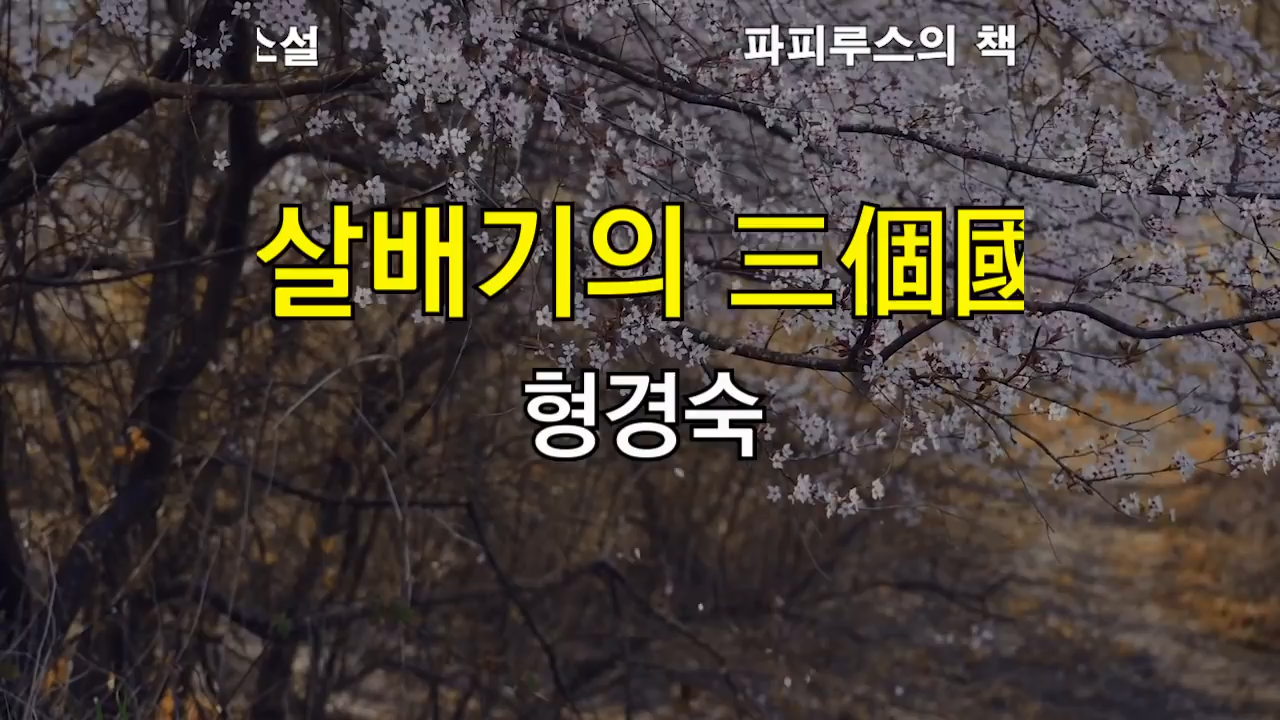 파피루스의 책
살배기의 三個國
형경숙